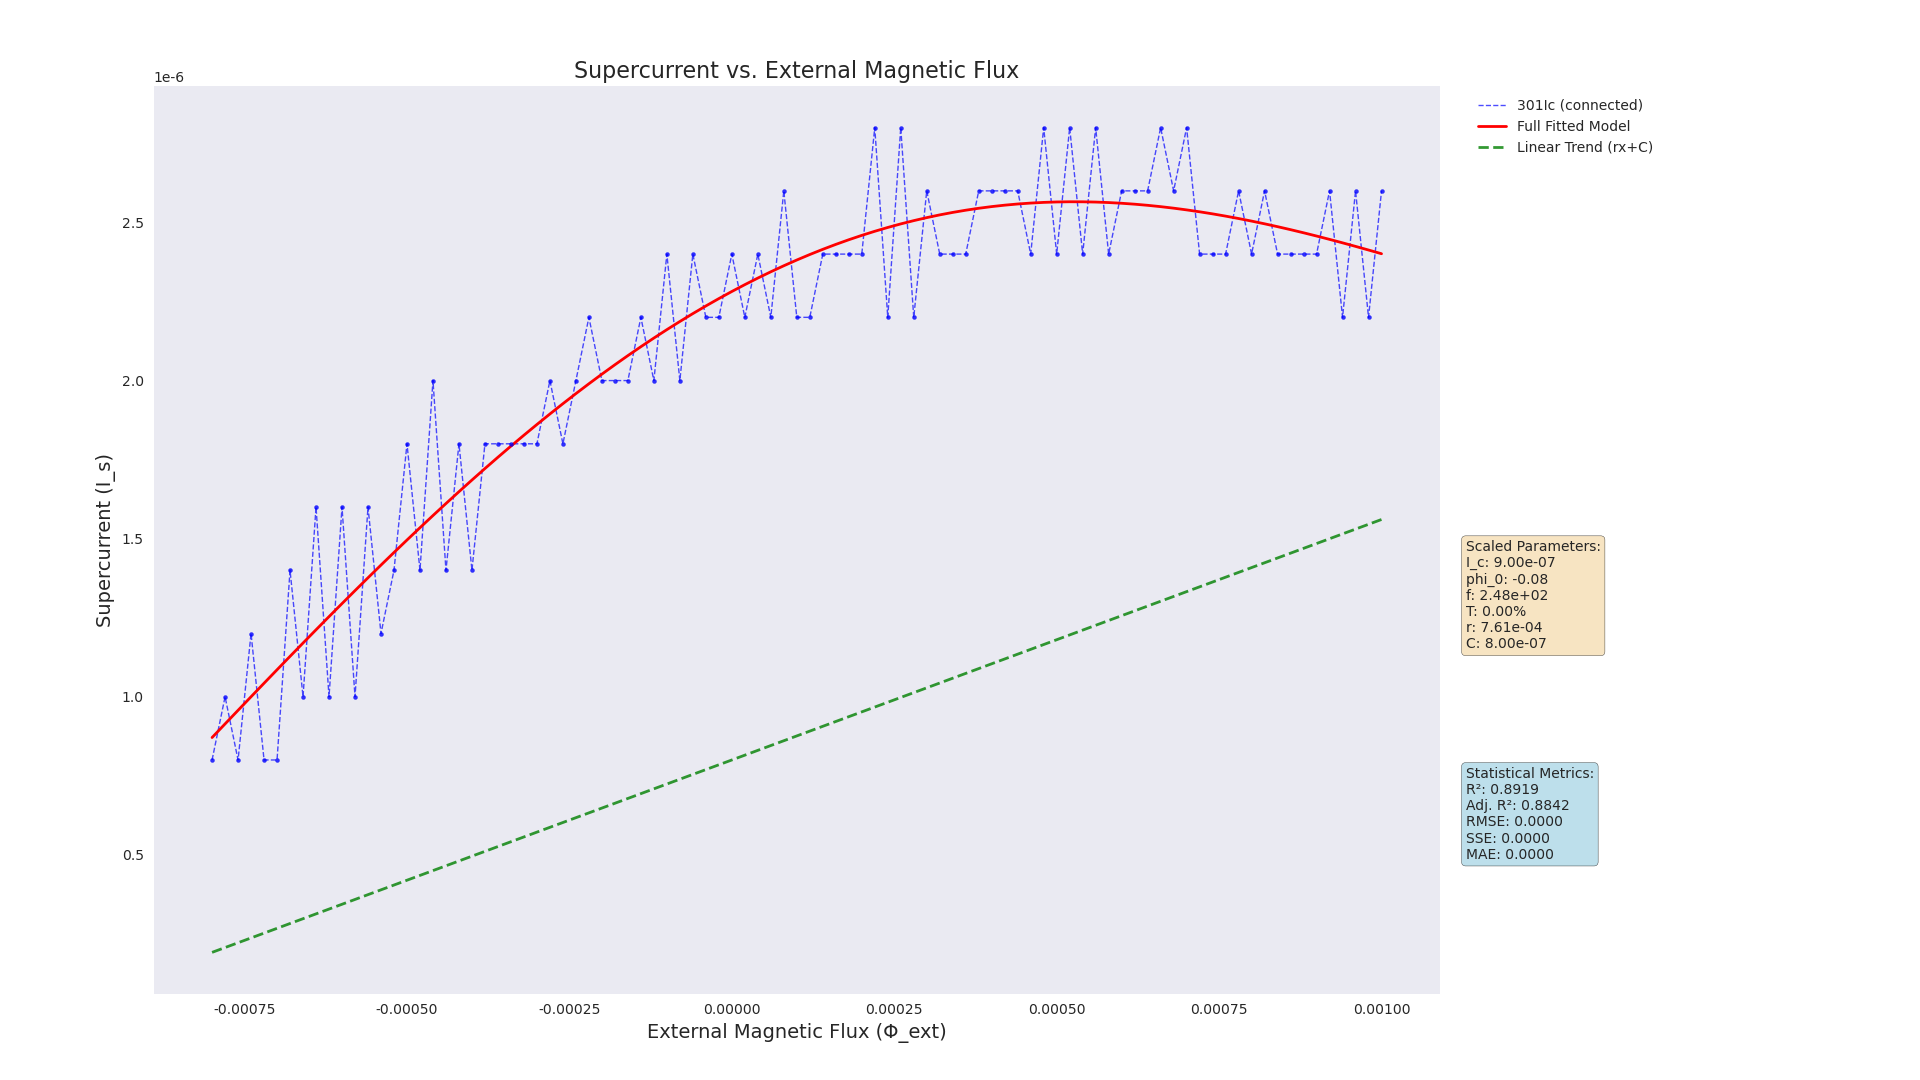 Supercurrent vs. External Magnetic Flux
1e-6
2.5
2.0
1.5
1.0
0.5
Supercurrent (I_s)
-0.00075 -0.00050 -0.00025 0.00000 0.00025 0.00050 0.00075 0.00100
External Magnetic Flux (Φ_ext)
301Ic (connected)
Full Fitted Model
Linear Trend (rx+C)
Scaled Parameters:
I_c: 9.00e-07
phi_0: -0.08
f: 2.48e+02
T: 0.00%
r: 7.61e-04
C: 8.00e-07
Statistical Metrics:
R²: 0.8919
Adj. R²: 0.8842
RMSE: 0.0000
SSE: 0.0000
MAE: 0.0000